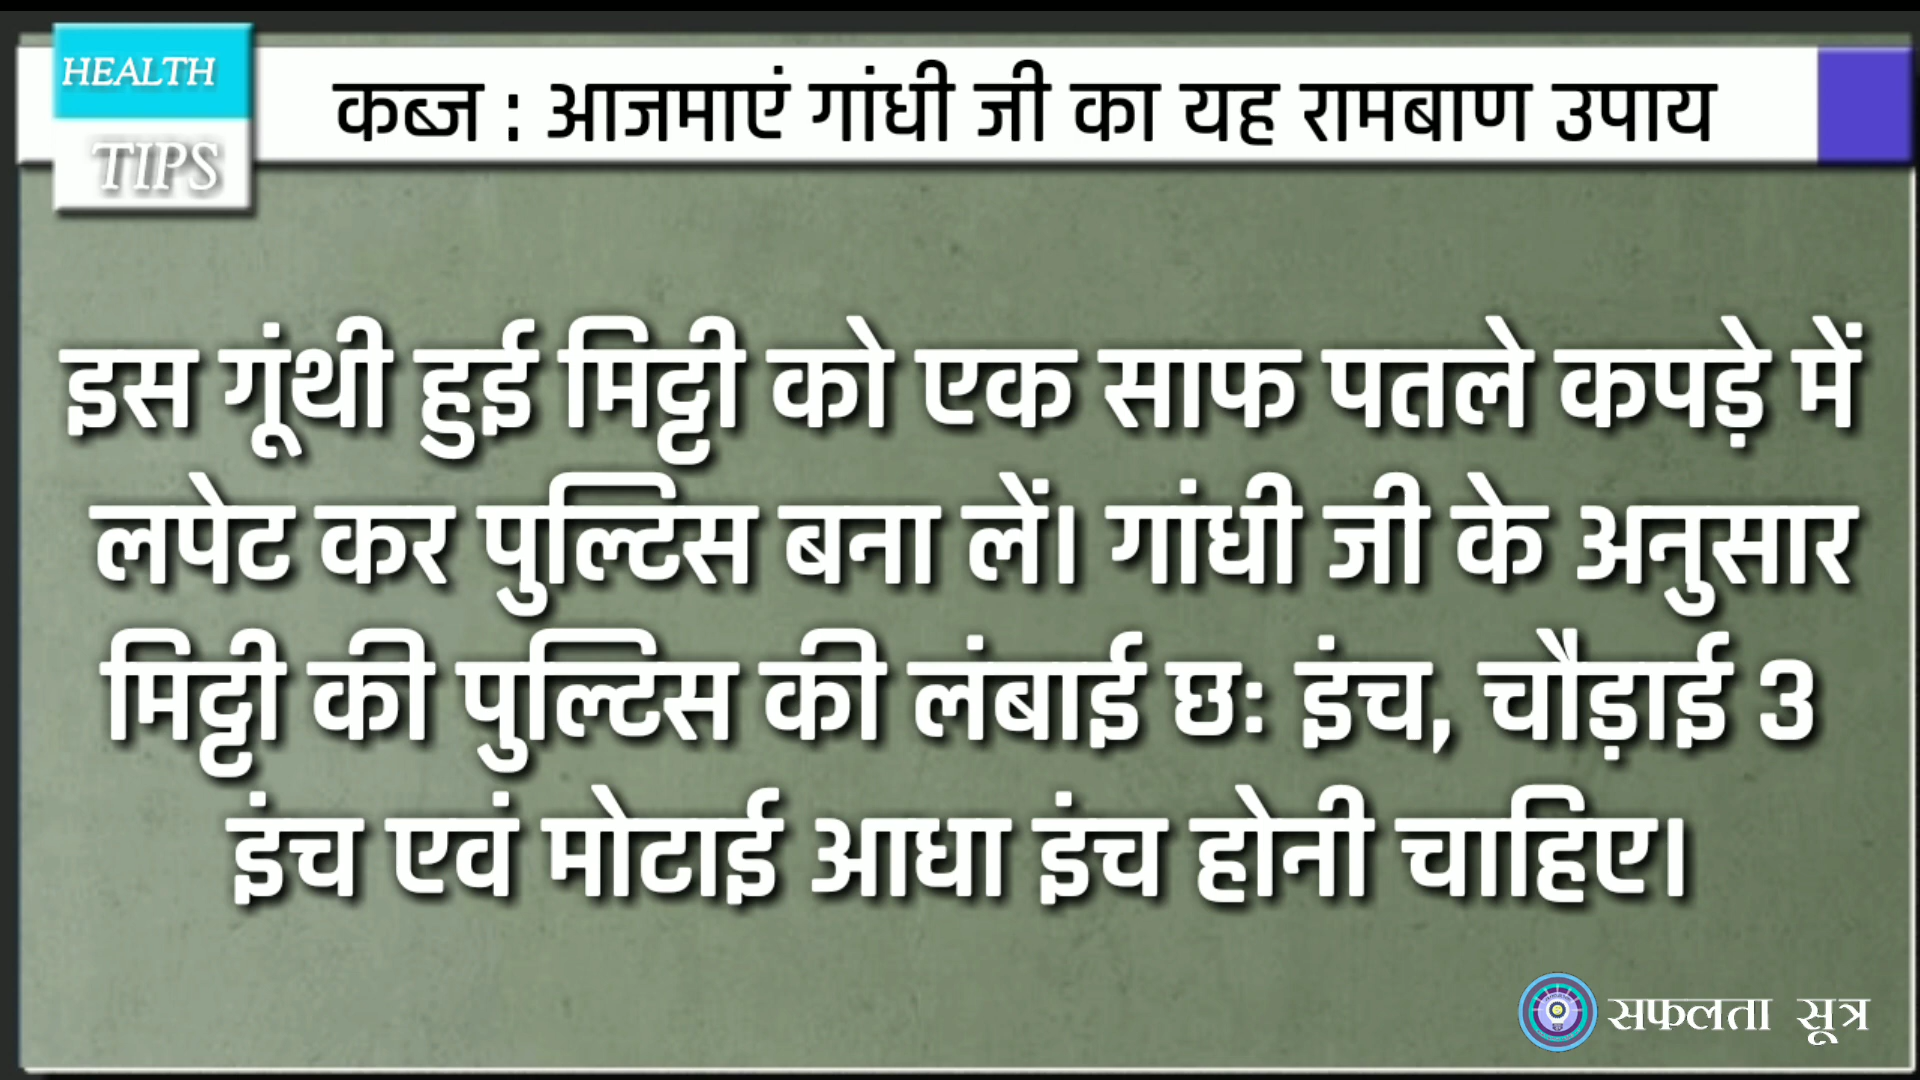 HEALTH
TIPS
कब्ज : आजमाएं गांधी जी का यह रामबाण उपाय
इस गूंथी हुई मिट्टी को एक साफ पतले कपड़े में
लपेट कर पुल्टिस बना लें। गांधी जी के अनुसार
मिट्टी की पुल्टिस की लंबाई छः इंच, चौड़ाई 3
इंच एवं मोटाई आधा इंच होनी चाहिए।
सफलता सूत्र